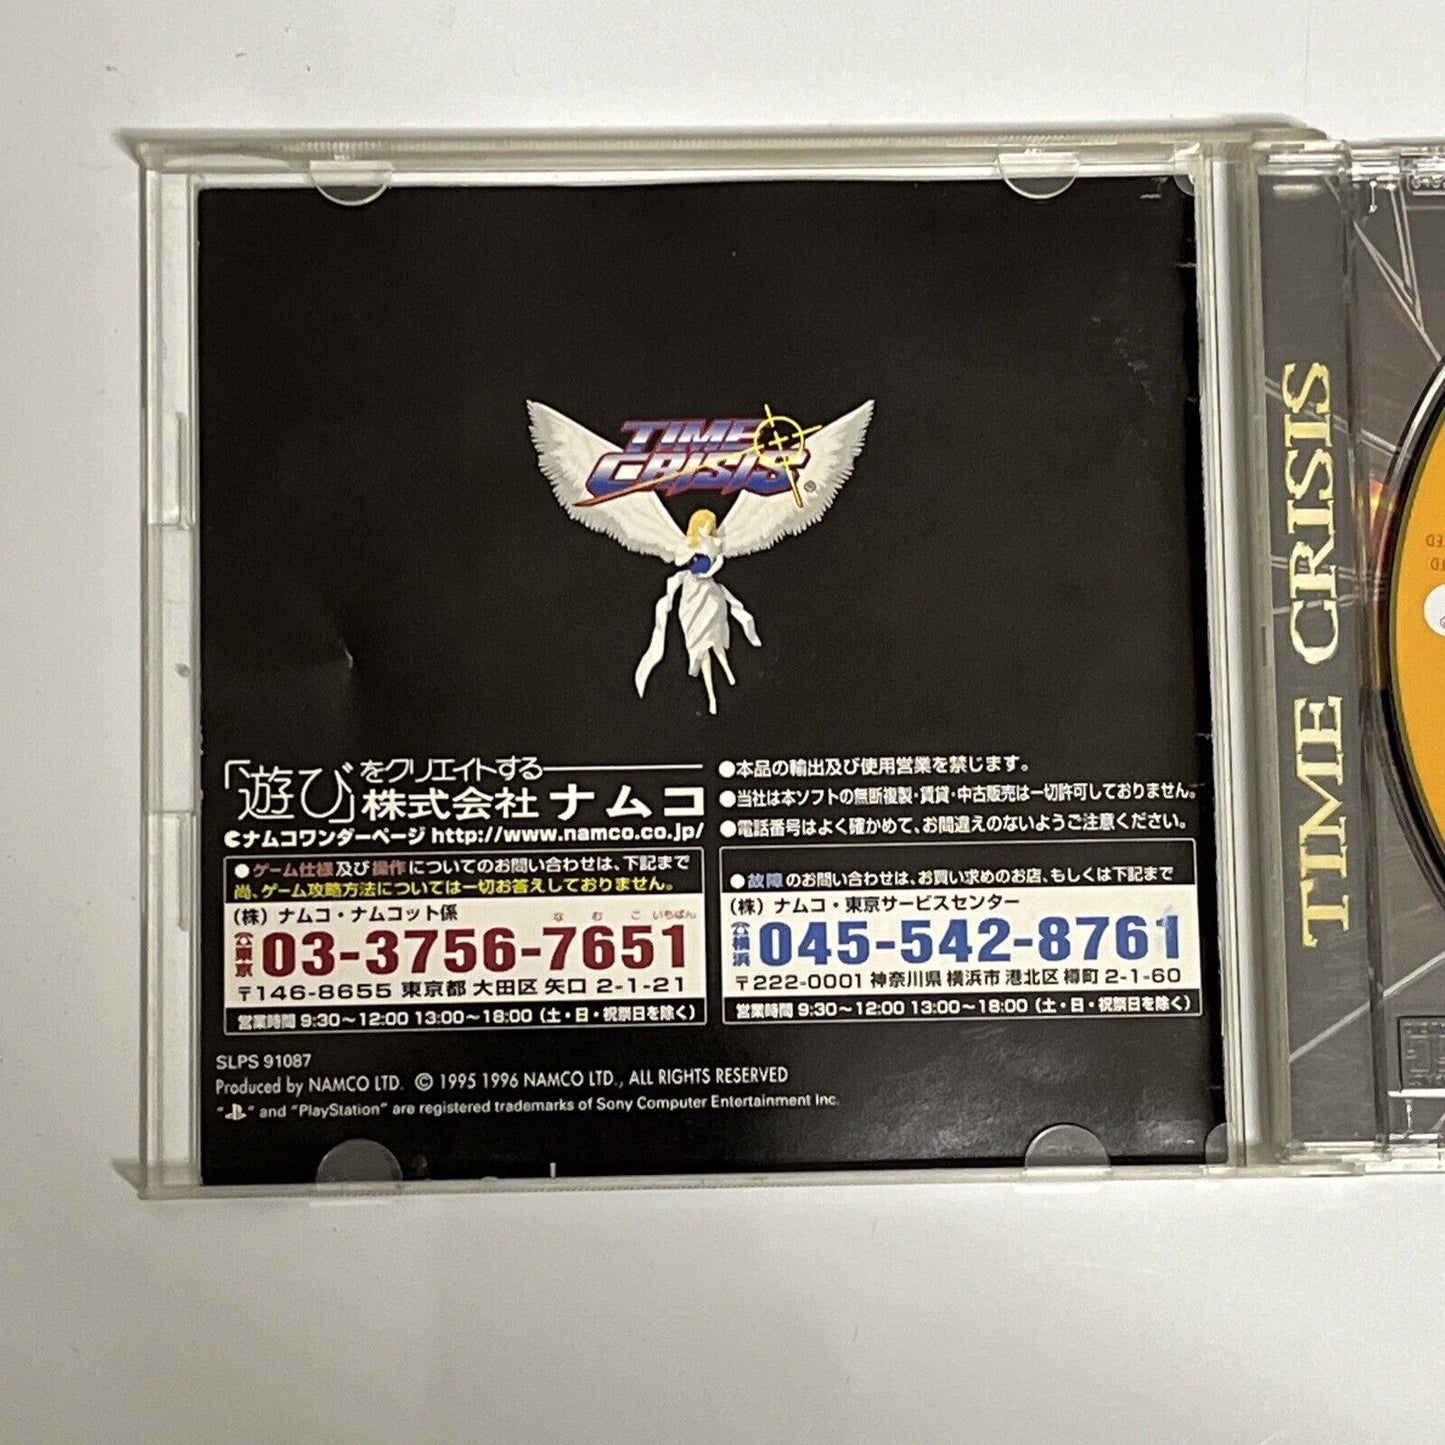 TIME
CRISIS®
「遊び」をクリエイトする
株式会社ナムコ
ナムコワンダーページ http://www.namco.co.jp/
●本品の輸出及び使用営業を禁じます。
●当社は本ソフトの無断複製・賃貸・中古販売は一切許可しておりません。
●電話番号はよく確かめて、お間違えのないようご注意ください。
●ゲーム仕様及び操作についてのお問い合わせは、下記まで
尚、ゲーム攻略方法については一切お答えしておりません。
(株) ナムコ・ナムコット係
なむこ いちばん
☎東京 03-3756-7651
〒146-8655 東京都 大田区 矢口 2-1-21
営業時間 9:30〜12:00 13:00〜18:00 (土・日・祝祭日を除く)
●故障のお問い合わせは、お買い求めのお店、もしくは下記まで
(株) ナムコ・東京サービスセンター
☎横浜 045-542-8761
〒222-0001 神奈川県 横浜市 港北区 樽町 2-1-60
営業時間 9:30〜12:00 13:00〜18:00 (土・日・祝祭日を除く)
SLPS 91087
Produced by NAMCO LTD. © 1995 1996 NAMCO LTD., ALL RIGHTS RESERVED
" " and "PlayStation" are registered trademarks of Sony Computer Entertainment Inc.
TIME CRISIS